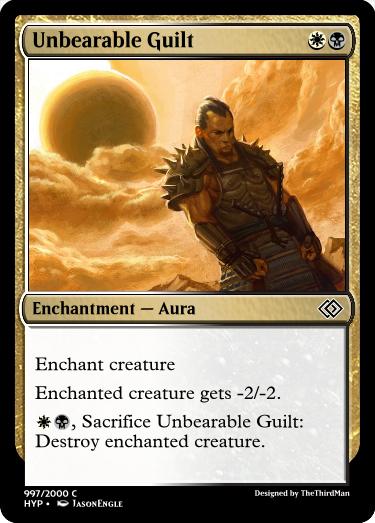 Unbearable Guilt
Enchantment — Aura
Enchant creature
Enchanted creature gets -2/-2.
, Sacrifice Unbearable Guilt:
Destroy enchanted creature.
997/2000 C
Designed by TheThirdMan
HYP • JasonEngle